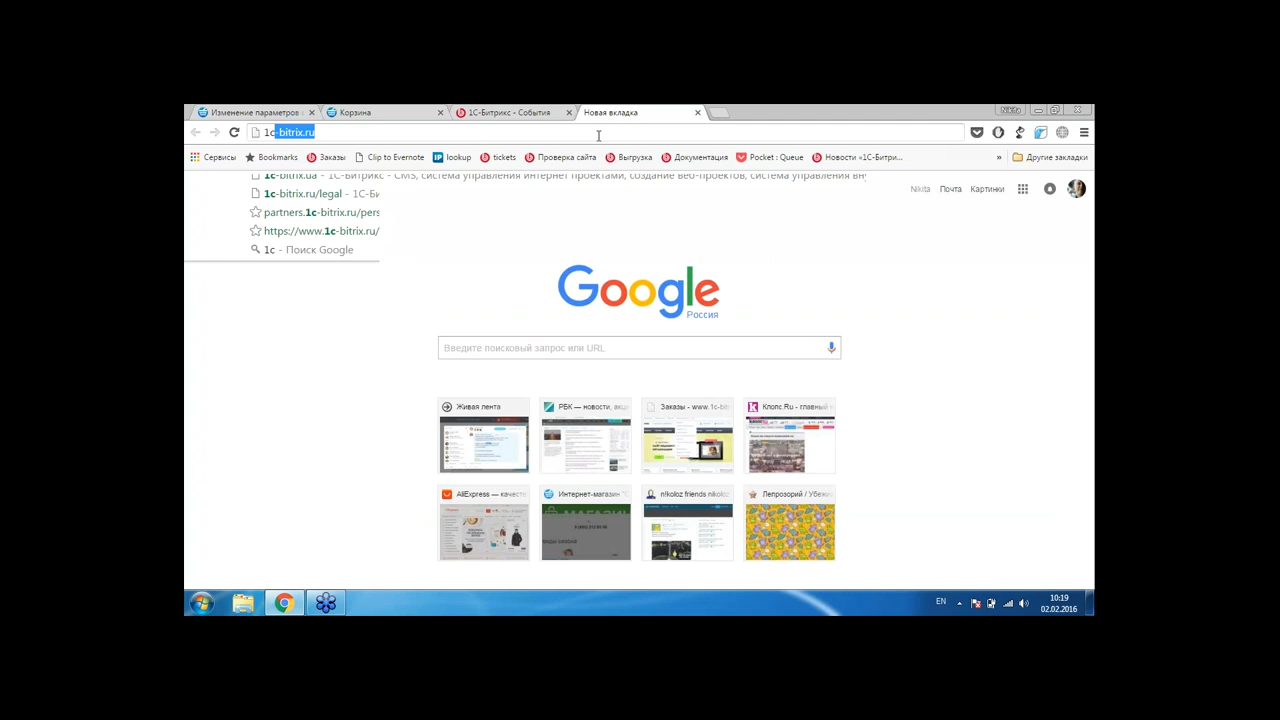 Изменение параметров
Корзина
1С-Битрикс - События
Новая вкладка
Nikita
1c-bitrix.ru
Сервисы
Bookmarks
Заказы
Clip to Evernote
IP lookup
tickets
Проверка сайта
Выгрузка
Документация
Pocket : Queue
Новости «1С-Битри...
»
Другие закладки
1c-bitrix.ua - 1С-Битрикс - CMS, система управления интернет проектами, создание веб-проектов, система управления
1c-bitrix.ru/legal - 1С-Би
partners.1c-bitrix.ru/pers
https://www.1c-bitrix.ru/
1c - Поиск Google
Nikita
Почта
Картинки
Google
Россия
Введите поисковый запрос или URL
Живая лента
РБК — новости, акц
Заказы - www.1c-bi
Клопс.Ru - главный
AliExpress — качест
Интернет-магазин
n!koloz friends nikoloz
Лепрозорий / Убежи
EN
10:19
02.02.2016